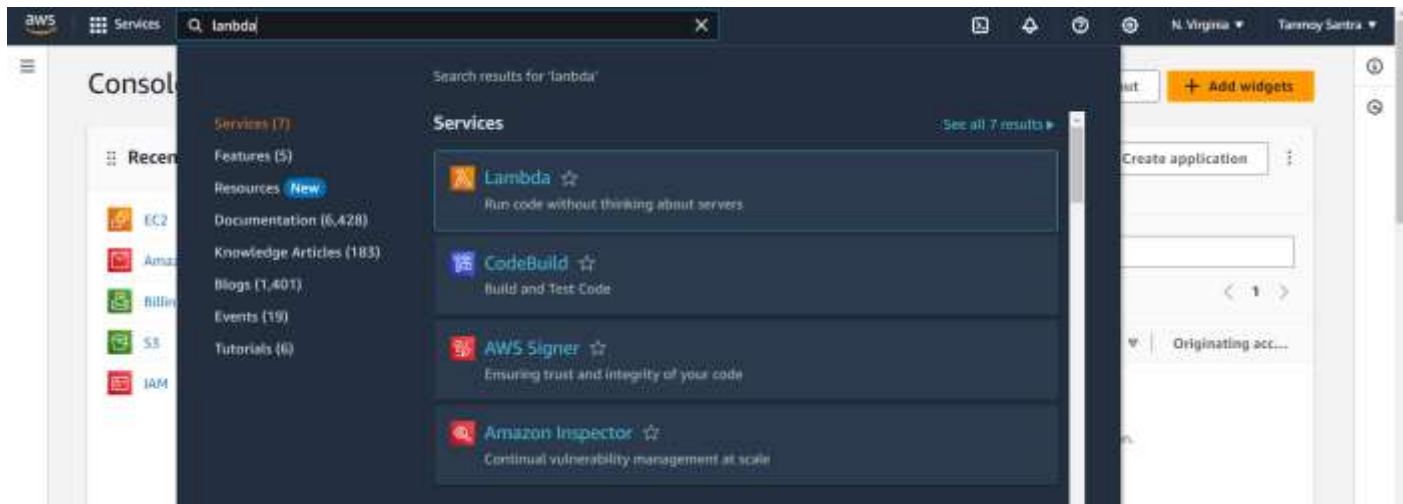 aws Services lanbda N. Virginia Tanmoy Santra
Search results for 'lanbda'
Consol
+ Add widgets
Services (7)
Services
See all 7 results
Recen
Features (5)
Create application
Resources New
Lambda
Run code without thinking about servers
EC2
Documentation (6,428)
Knowledge Articles (183)
Amaz
CodeBuild
Build and Test Code
Blogs (1,401)
Billin
1
Events (19)
S3
Tutorials (6)
AWS Signer
Ensuring trust and integrity of your code
Originating acc...
IAM
Amazon Inspector
Continual vulnerability management at scale